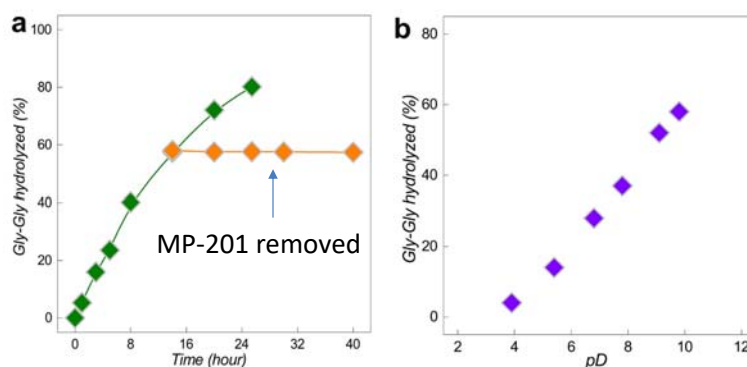 a
100
80
60
40
20
0
Gly-Gly hydrolyzed (%)
MP-201 removed
0 8 16 24 32 40
Time (hour)
b
80
60
40
20
0
Gly-Gly hydrolyzed (%)
2 4 6 8 10 12
pD